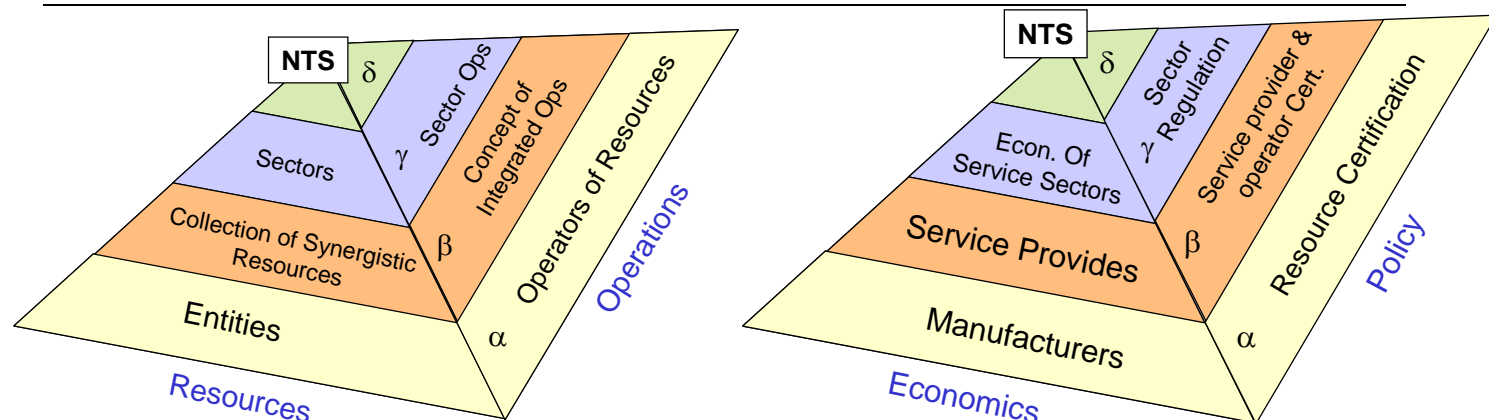 NTS
δ
Sector Ops
γ
Concept of
Integrated Ops
β
Operators of Resources
α
Operations
Sectors
Collection of Synergistic
Resources
Entities
Resources
NTS
δ
Sector
Regulation
γ
Service provider &
operator Cert.
β
Resource Certification
α
Policy
Econ. Of
Service Sectors
Service Provides
Manufacturers
Economics